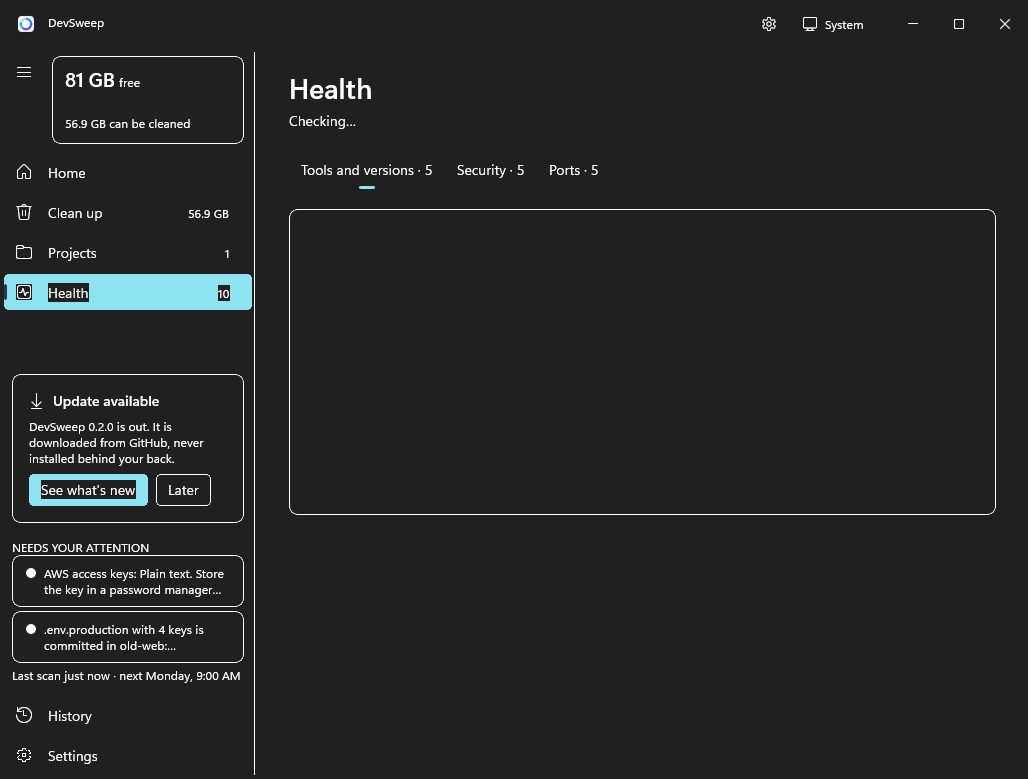 DevSweep
System
81 GB free
56.9 GB can be cleaned
Home
Clean up 56.9 GB
Projects 1
Health 10
Update available
DevSweep 0.2.0 is out. It is
downloaded from GitHub, never
installed behind your back.
See what's new Later
NEEDS YOUR ATTENTION
AWS access keys: Plain text. Store
the key in a password manager...
.env.production with 4 keys is
committed in old-web:...
Last scan just now · next Monday, 9:00 AM
History
Settings
Health
Checking...
Tools and versions · 5 Security · 5 Ports · 5